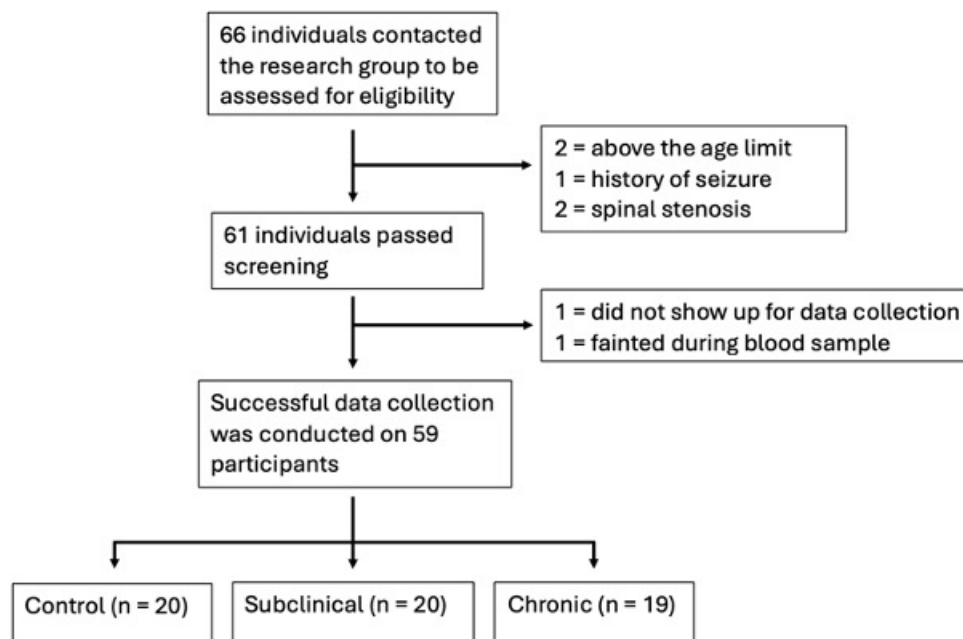 66 individuals contacted
the research group to be
assessed for eligibility
2 = above the age limit
1 = history of seizure
2 = spinal stenosis
61 individuals passed
screening
1 = did not show up for data collection
1 = fainted during blood sample
Successful data collection
was conducted on 59
participants
Control (n = 20)
Subclinical (n = 20)
Chronic (n = 19)